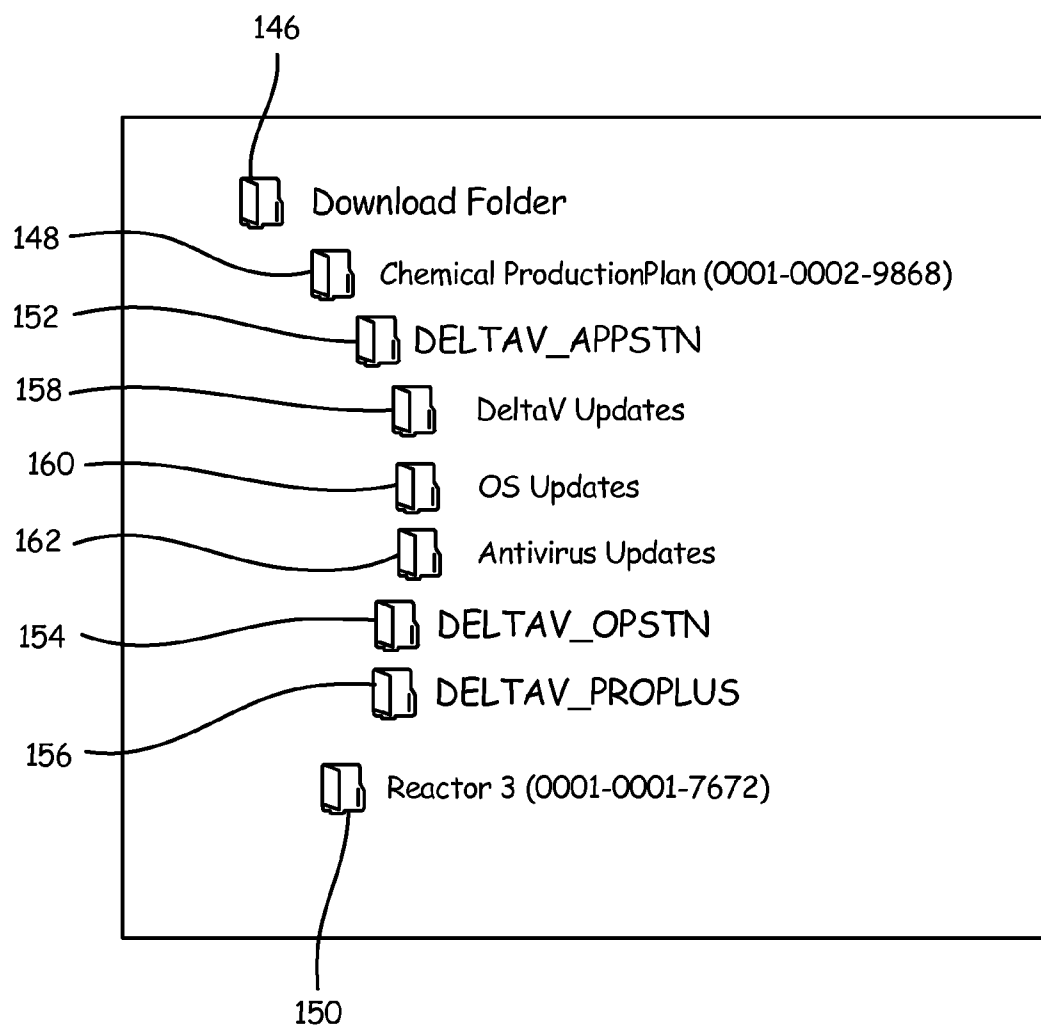 146
Download Folder
148
Chemical ProductionPlan (0001-0002-9868)
152
DELTAV_APPSTN
158
DeltaV Updates
160
OS Updates
162
Antivirus Updates
154
DELTAV_OPSTN
156
DELTAV_PROPLUS
Reactor 3 (0001-0001-7672)
150